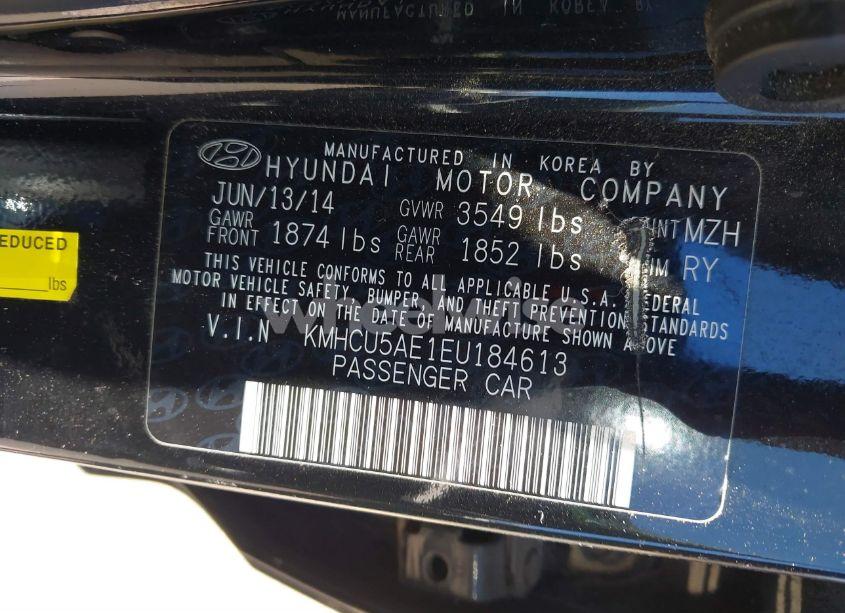 MANUFACTURED IN KOREA BY
HYUNDAI MOTOR COMPANY
JUN/13/14 GVWR 3549 lbs INT MZH
GAWR FRONT 1874 lbs GAWR REAR 1852 lbs RY
THIS VEHICLE CONFORMS TO ALL APPLICABLE U.S.A. FEDERAL
MOTOR VEHICLE SAFETY, BUMPER, AND THEFT PREVENTION STANDARDS
IN EFFECT ON THE DATE OF MANUFACTURE SHOWN ABOVE
V.I.N KMHCU5AE1EU184613
PASSENGER CAR
EDUCED
lbs
wheelwise